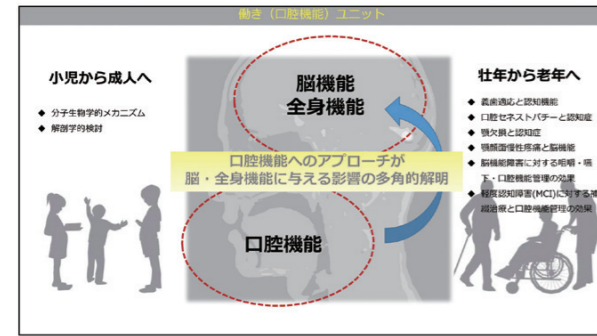 働き（口腔機能）ユニット
小児から成人へ
◆ 分子生物学的メカニズム
◆ 解剖学的検討
脳機能
全身機能
口腔機能へのアプローチが
脳・全身機能に与える影響の多角的解明
口腔機能
壮年から老年へ
◆ 義歯適応と認知機能
◆ 口腔セネストパチーと認知症
◆ 顎欠損と認知症
◆ 顎顔面慢性疼痛と脳機能
◆ 脳機能障害に対する咀嚼・嚥
下・口腔機能管理の効果
◆ 軽度認知障害(MCI)に対する補
綴治療と口腔機能管理の効果